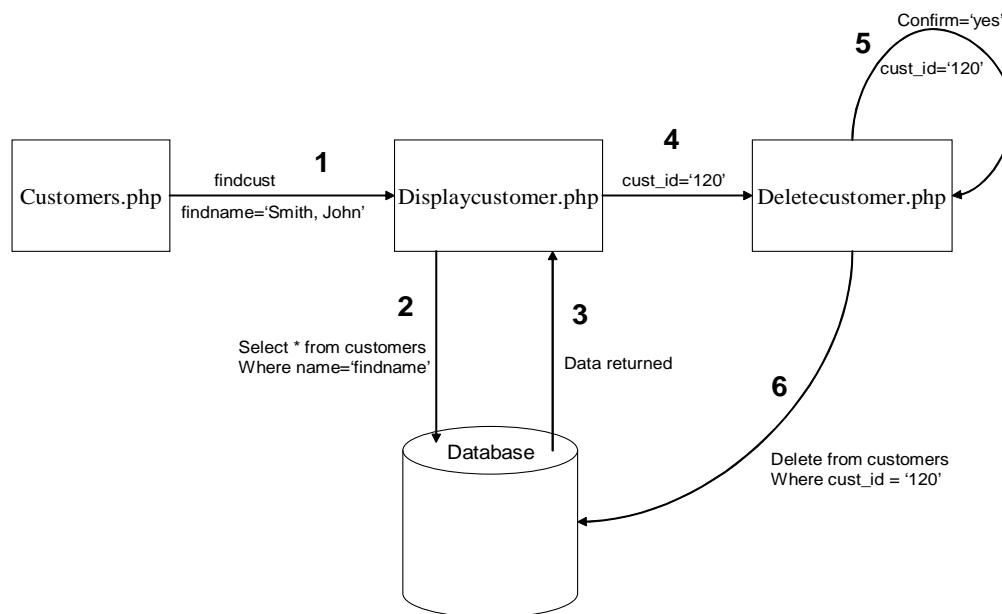 Confirm=‘yes’
5
cust_id=‘120’
1
4
findcust
cust_id=‘120’
Customers.php
Displaycustomer.php
Deletecustomer.php
findname=‘Smith, John’
2
3
Select * from customers
Where name=‘findname’
Data returned
6
Database
Delete from customers
Where cust_id = ‘120’